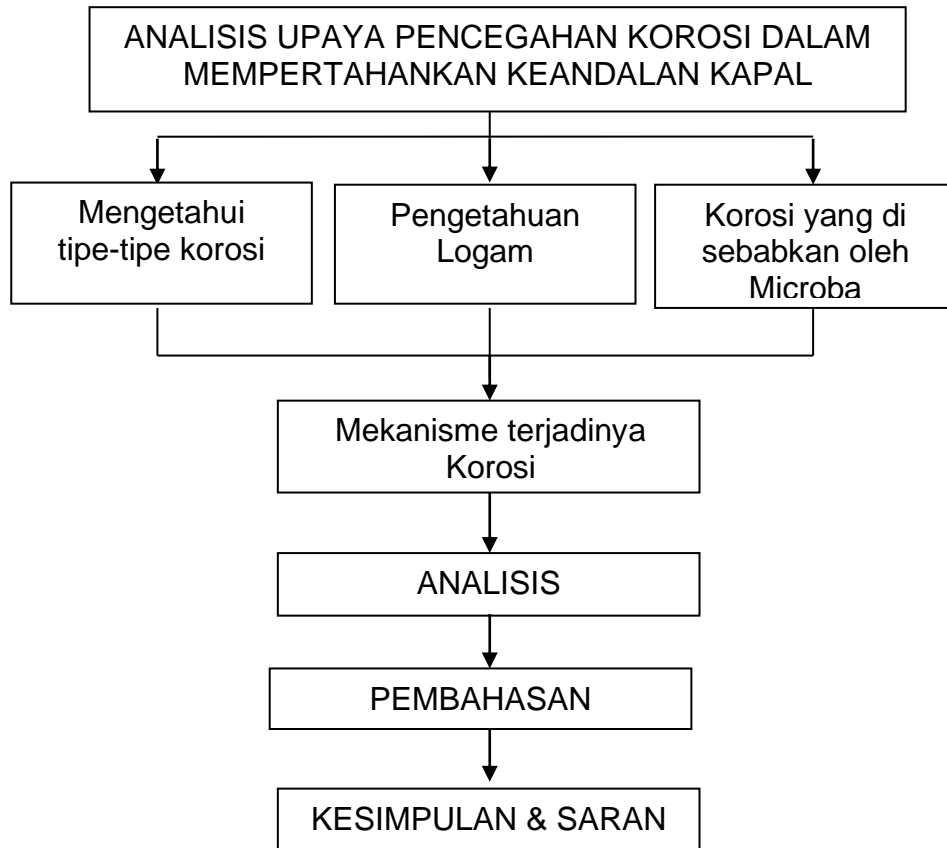 ANALISIS UPAYA PENCEGAHAN KOROSI DALAM
MEMPERTAHANKAN KEANDALAN KAPAL
Mengetahui
tipe-tipe korosi
Pengetahuan
Logam
Korosi yang di
sebabkan oleh
Microba
Mekanisme terjadinya
Korosi
ANALISIS
PEMBAHASAN
KESIMPULAN & SARAN